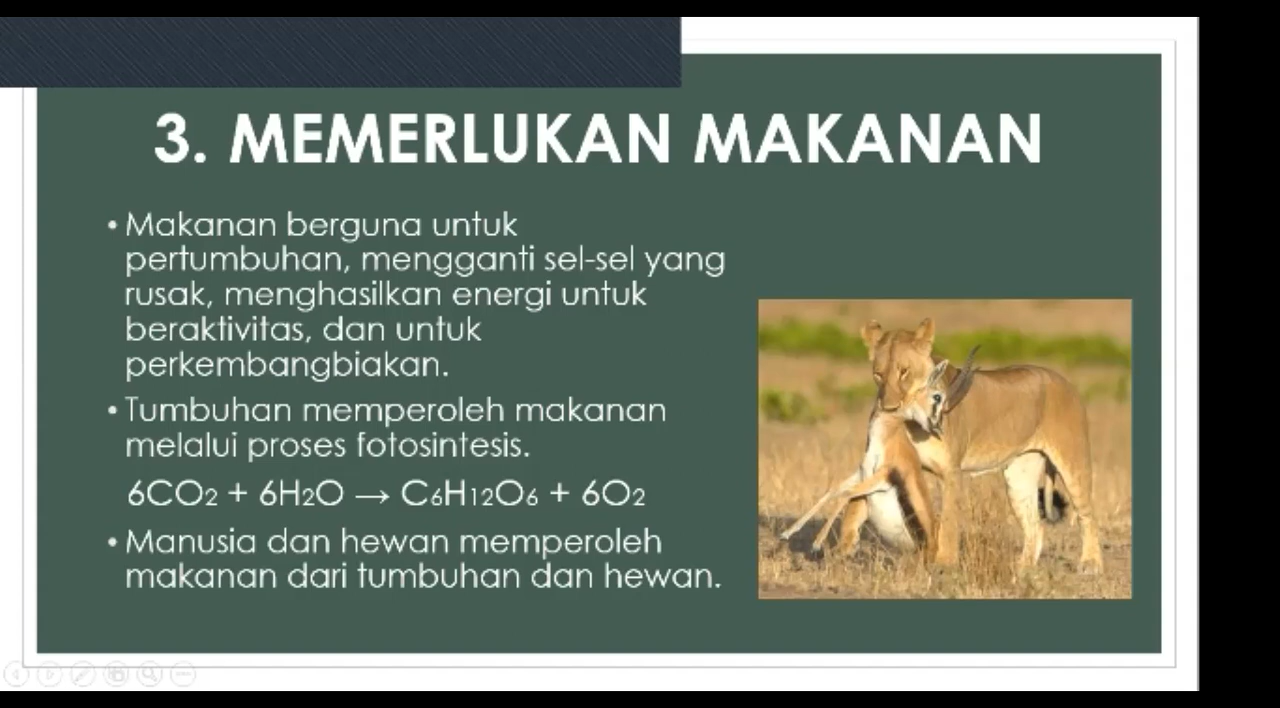 3. MEMERLUKAN MAKANAN
• Makanan berguna untuk
pertumbuhan, mengganti sel-sel yang
rusak, menghasilkan energi untuk
beraktivitas, dan untuk
perkembangbiakan.
• Tumbuhan memperoleh makanan
melalui proses fotosintesis.
6CO2 + 6H2O → C6H12O6 + 6O2
• Manusia dan hewan memperoleh
makanan dari tumbuhan dan hewan.